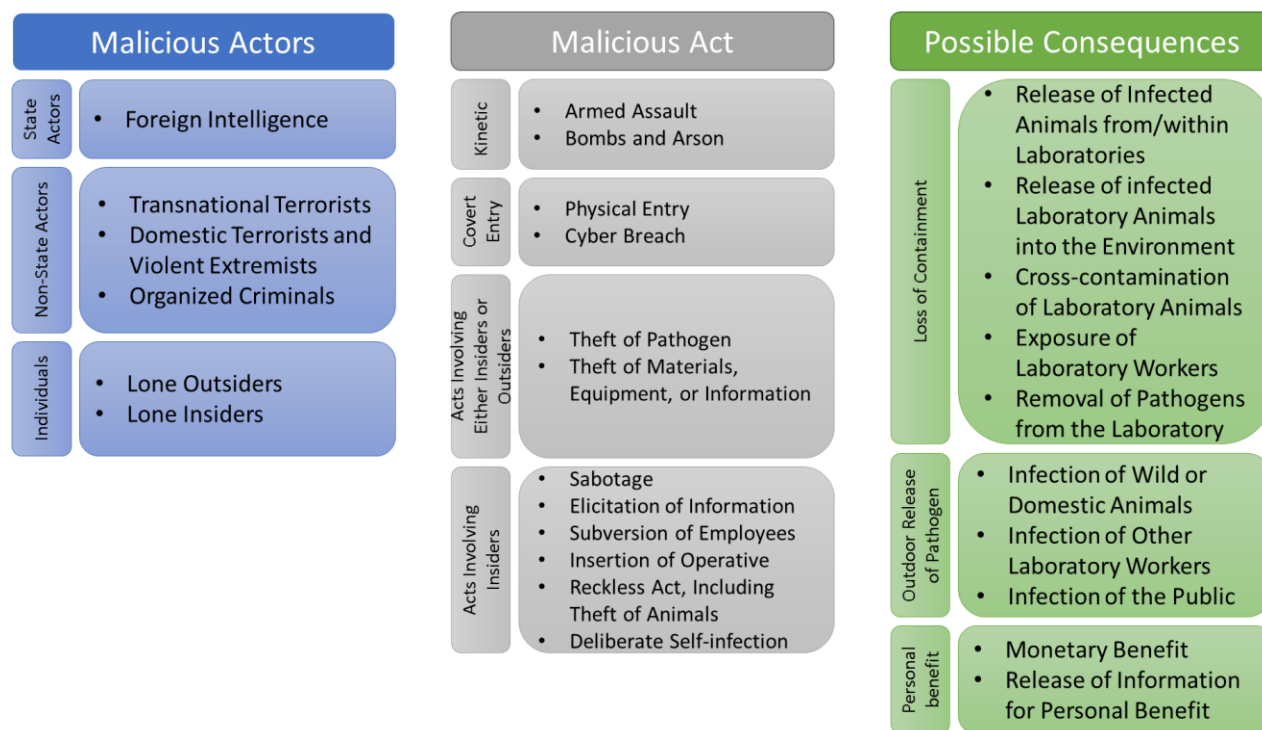 Malicious Actors
State
Actors
• Foreign Intelligence
Non-State Actors
• Transnational Terrorists
• Domestic Terrorists and
Violent Extremists
• Organized Criminals
Individuals
• Lone Outsiders
• Lone Insiders
Malicious Act
Kinetic
• Armed Assault
• Bombs and Arson
Covert
Entry
• Physical Entry
• Cyber Breach
Acts Involving
Either Insiders or
Outsiders
• Theft of Pathogen
• Theft of Materials,
Equipment, or Information
Acts Involving
Insiders
• Sabotage
• Elicitation of Information
• Subversion of Employees
• Insertion of Operative
• Reckless Act, Including
Theft of Animals
• Deliberate Self-infection
Possible Consequences
Loss of Containment
• Release of Infected
Animals from/within
Laboratories
• Release of infected
Laboratory Animals
into the Environment
• Cross-contamination
of Laboratory Animals
• Exposure of
Laboratory Workers
• Removal of Pathogens
from the Laboratory
Outdoor Release
of Pathogen
• Infection of Wild or
Domestic Animals
• Infection of Other
Laboratory Workers
• Infection of the Public
Personal
benefit
• Monetary Benefit
• Release of Information
for Personal Benefit